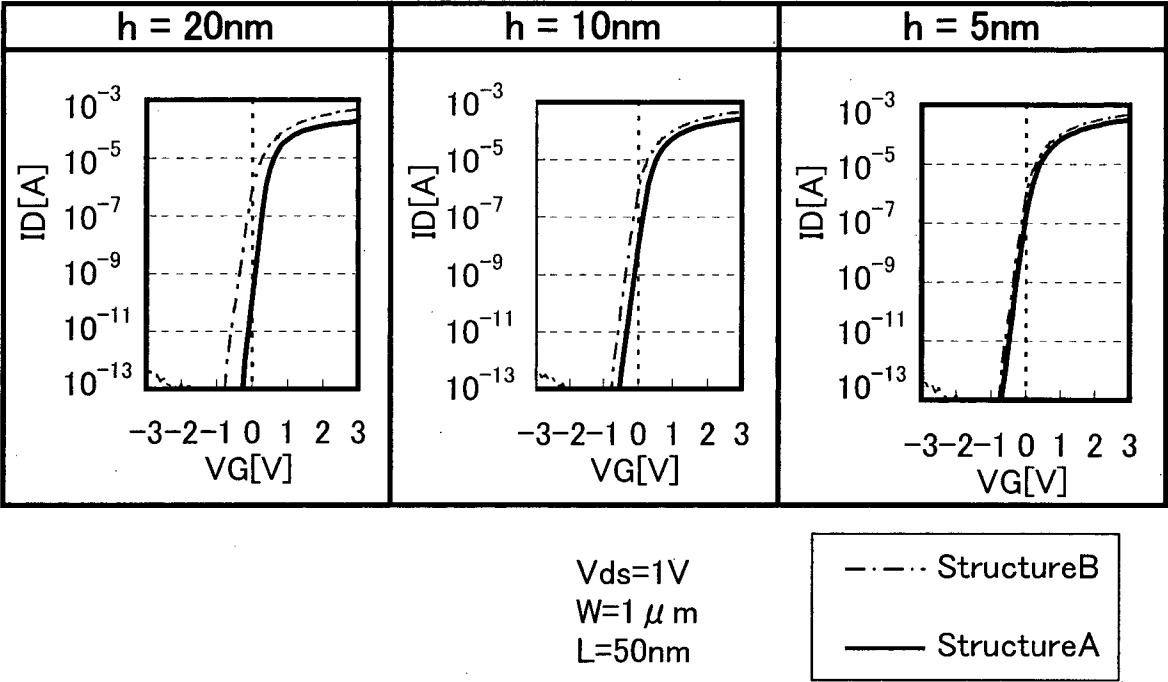 h = 20nm
h = 10nm
h = 5nm
ID[A]
10⁻³
10⁻⁵
10⁻⁷
10⁻⁹
10⁻¹¹
10⁻¹³
-3-2-1 0 1 2 3
VG[V]
ID[A]
10⁻³
10⁻⁵
10⁻⁷
10⁻⁹
10⁻¹¹
10⁻¹³
-3-2-1 0 1 2 3
VG[V]
ID[A]
10⁻³
10⁻⁵
10⁻⁷
10⁻⁹
10⁻¹¹
10⁻¹³
-3-2-1 0 1 2 3
VG[V]
Vds=1V
W=1 μ m
L=50nm
StructureB
StructureA